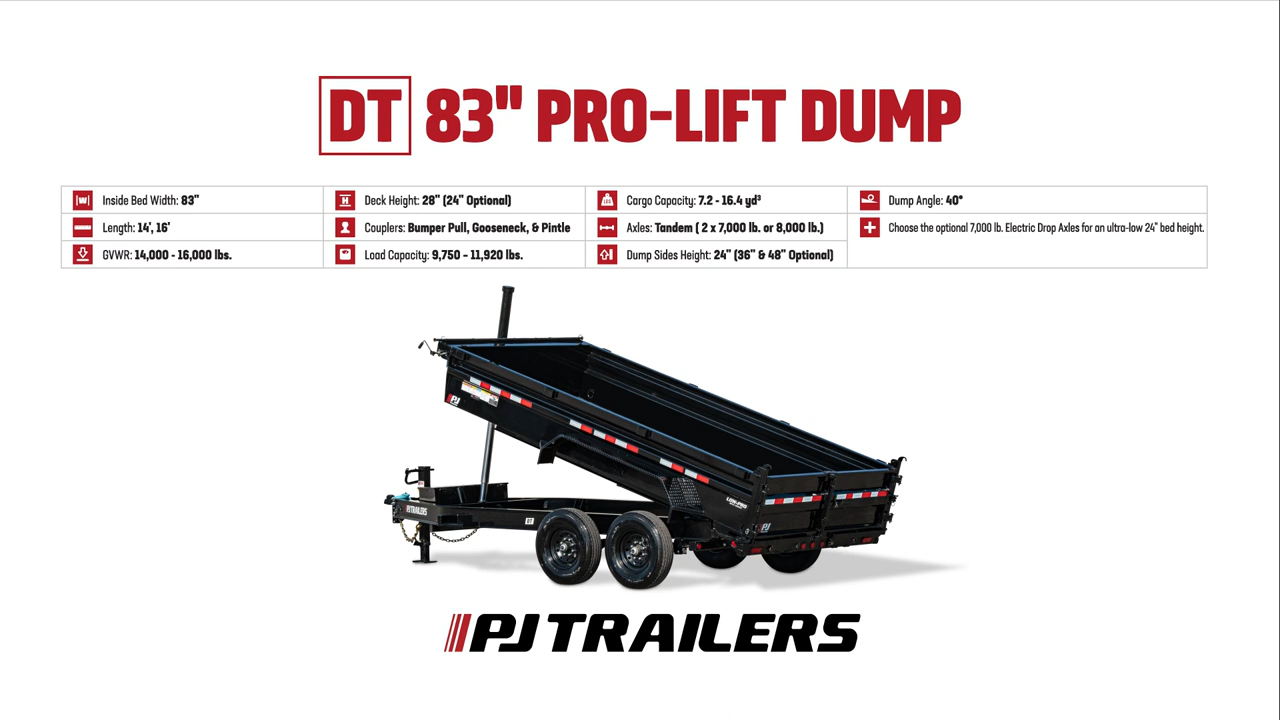 DT 83" PRO-LIFT DUMP
Inside Bed Width: 83"
Deck Height: 28" (24" Optional)
Cargo Capacity: 7.2 - 16.4 yd³
Dump Angle: 40°
Length: 14', 16'
Couplers: Bumper Pull, Gooseneck, & Pintle
Axles: Tandem ( 2 x 7,000 lb. or 8,000 lb.)
Choose the optional 7,000 lb. Electric Drop Axles for an ultra-low 24" bed height.
GVWR: 14,000 - 16,000 lbs.
Load Capacity: 9,750 - 11,920 lbs.
Dump Sides Height: 24" (36" & 48" Optional)
PJ
PJ TRAILERS
DT
LOW-PRO
PJ
PJ TRAILERS